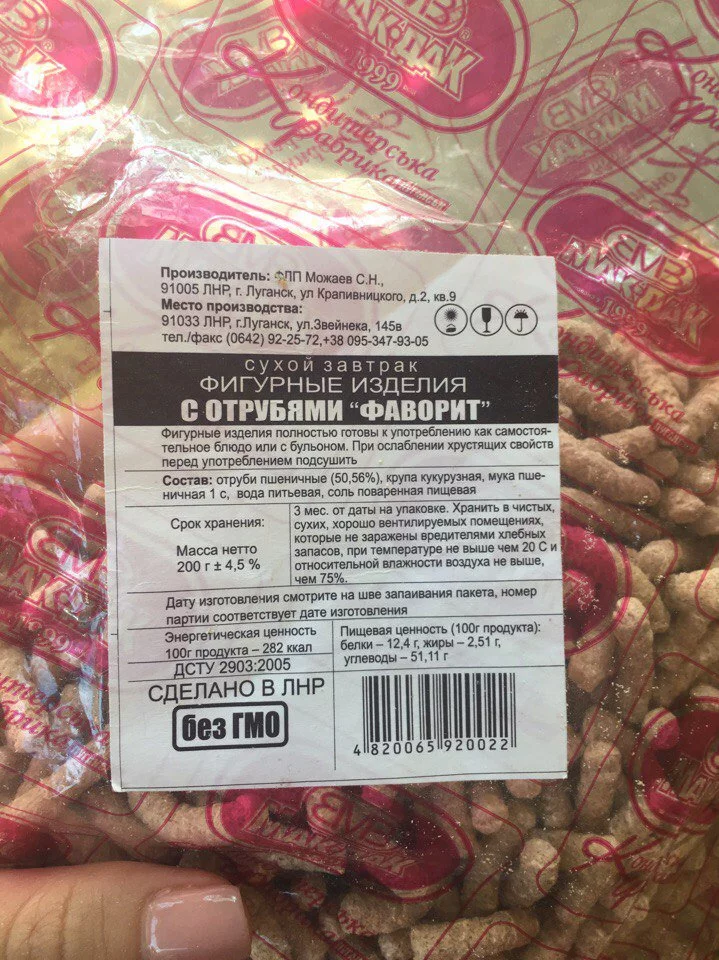 МАК-ДАК
1999
Кондитерська
фабрика
МАК-ДАК
Производитель: ФЛП Можаев С.Н.,
91005 ЛНР, г. Луганск, ул Крапивницкого, д.2, кв.9
Место производства:
91033 ЛНР, г.Луганск, ул.Звейнека, 145в
тел./факс (0642) 92-25-72,+38 095-347-93-05
сухой завтрак
ФИГУРНЫЕ ИЗДЕЛИЯ
С ОТРУБЯМИ "ФАВОРИТ"
Фигурные изделия полностью готовы к употреблению как самостоя-
тельное блюдо или с бульоном. При ослаблении хрустящих свойств
перед употреблением подсушить
Состав: отруби пшеничные (50,56%), крупа кукурузная, мука пше-
ничная 1 с, вода питьевая, соль поваренная пищевая
Срок хранения:
3 мес. от даты на упаковке. Хранить в чистых,
сухих, хорошо вентилируемых помещениях,
которые не заражены вредителями хлебных
запасов, при температуре не выше чем 20 С и
относительной влажности воздуха не выше,
чем 75%.
Масса нетто
200 г ± 4,5 %
Дату изготовления смотрите на шве запаивания пакета, номер
партии соответствует дате изготовления
Энергетическая ценность
100г продукта – 282 ккал
Пищевая ценность (100г продукта):
белки – 12,4 г, жиры – 2,51 г,
углеводы – 51,11 г
ДСТУ 2903:2005
СДЕЛАНО В ЛНР
без ГМО
4 820065 920022